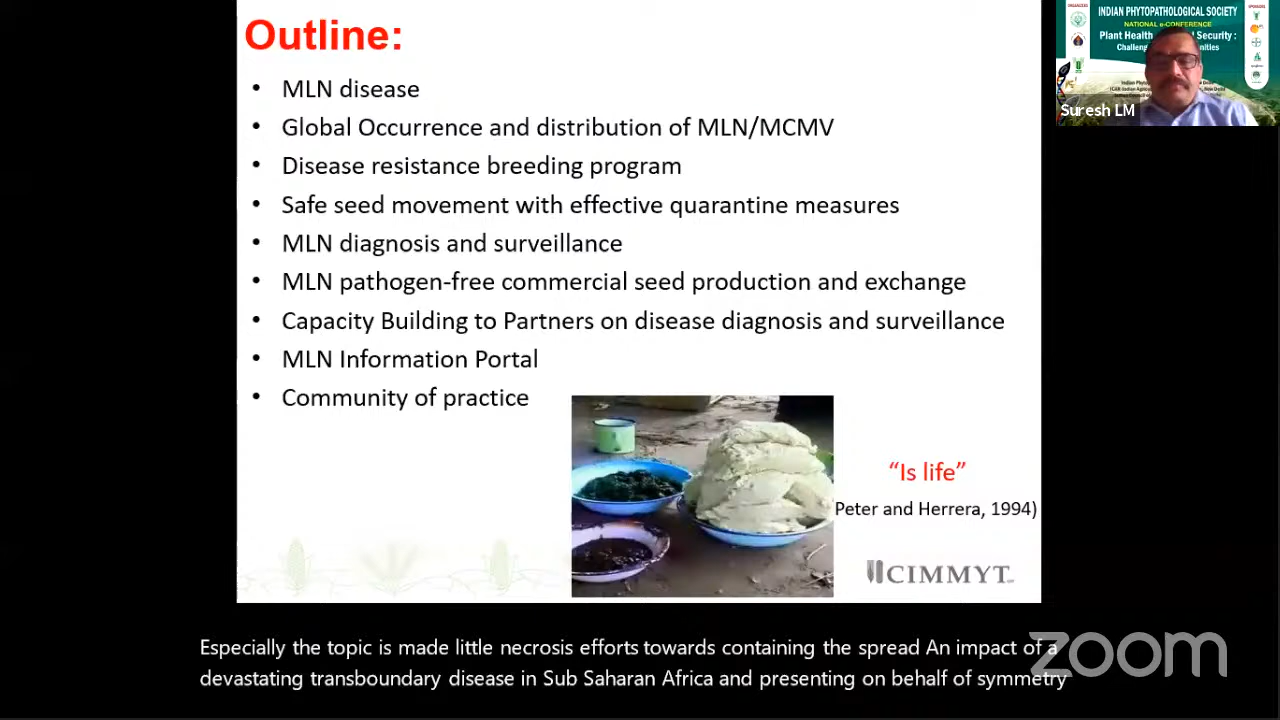 Outline:
• MLN disease
• Global Occurrence and distribution of MLN/MCMV
• Disease resistance breeding program
• Safe seed movement with effective quarantine measures
• MLN diagnosis and surveillance
• MLN pathogen-free commercial seed production and exchange
• Capacity Building to Partners on disease diagnosis and surveillance
• MLN Information Portal
• Community of practice
“Is life”
Peter and Herrera, 1994)
CIMMYT
INDIAN PHYTOPATHOLOGICAL SOCIETY
NATIONAL e-CONFERENCE
Plant Health Security :
Suresh LM
Especially the topic is made little necrosis efforts towards containing the spread An impact of a
devastating transboundary disease in Sub Saharan Africa and presenting on behalf of symmetry
zoom